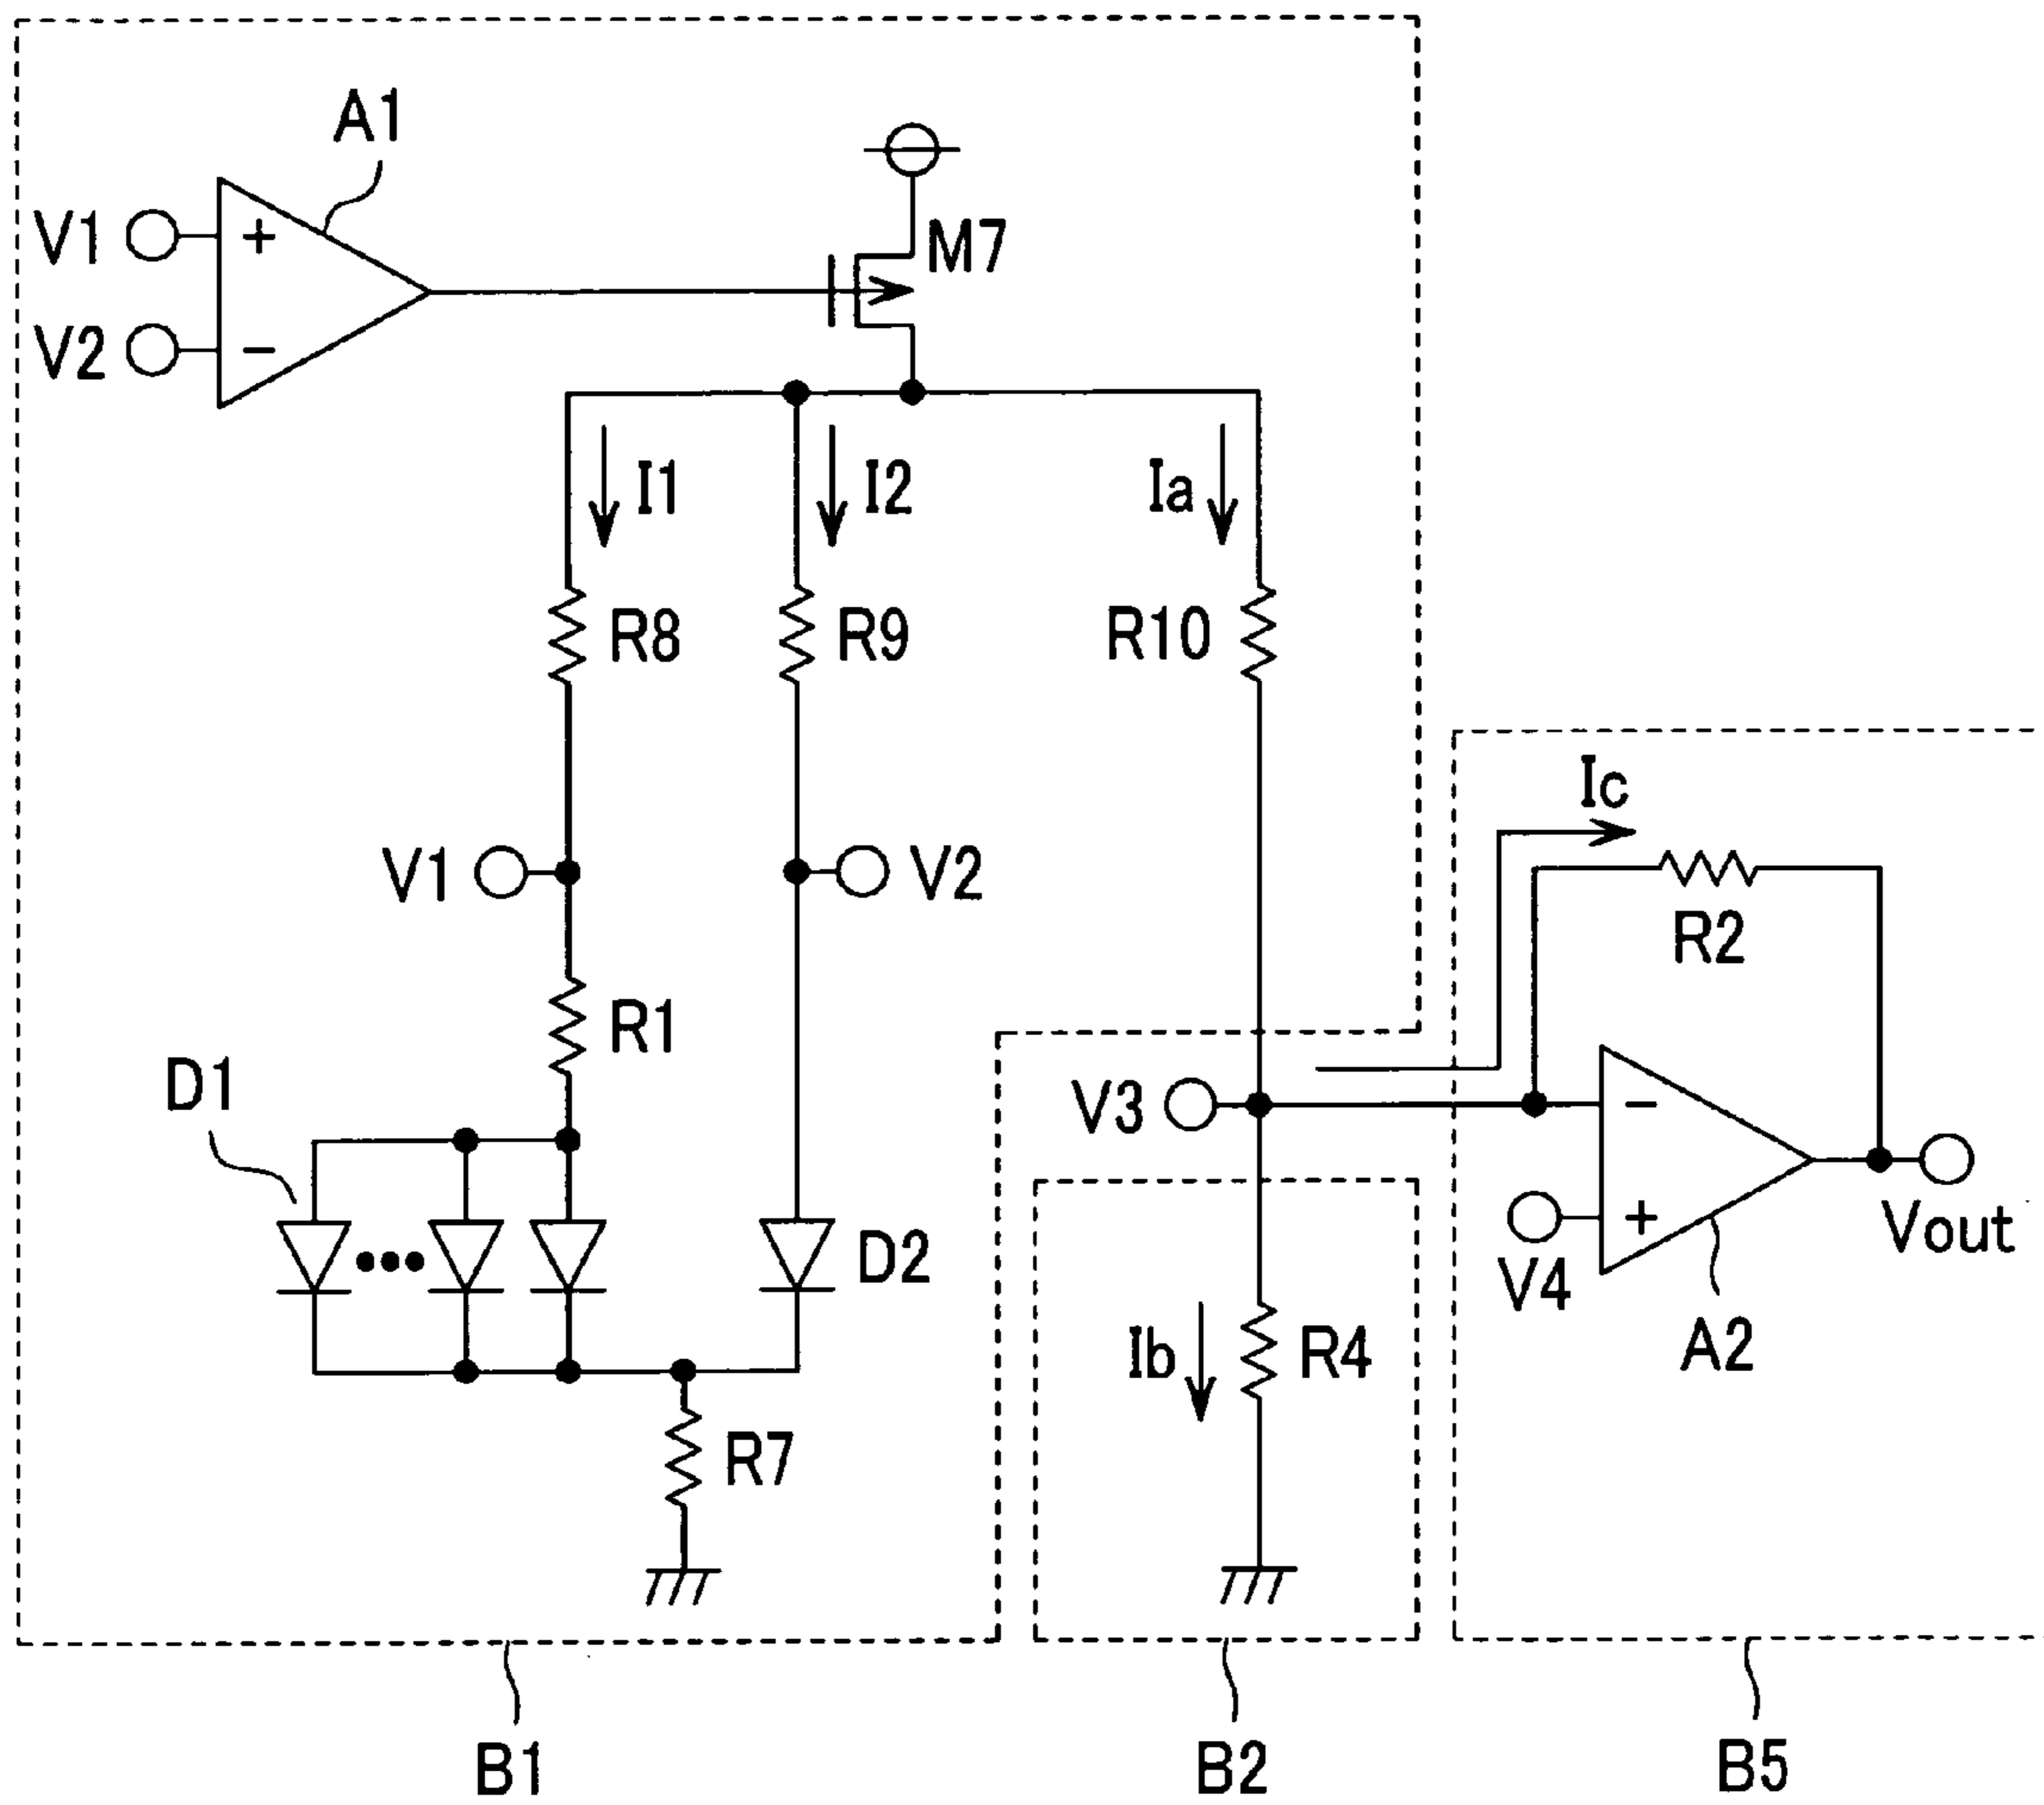 A1
V1
+
M7
V2
−
I1
I2
Ia
R8
R9
R10
Ic
V1
V2
R2
R1
D1
V3
−
+
Vout
D2
V4
Ib
R4
A2
R7
B1
B2
B5